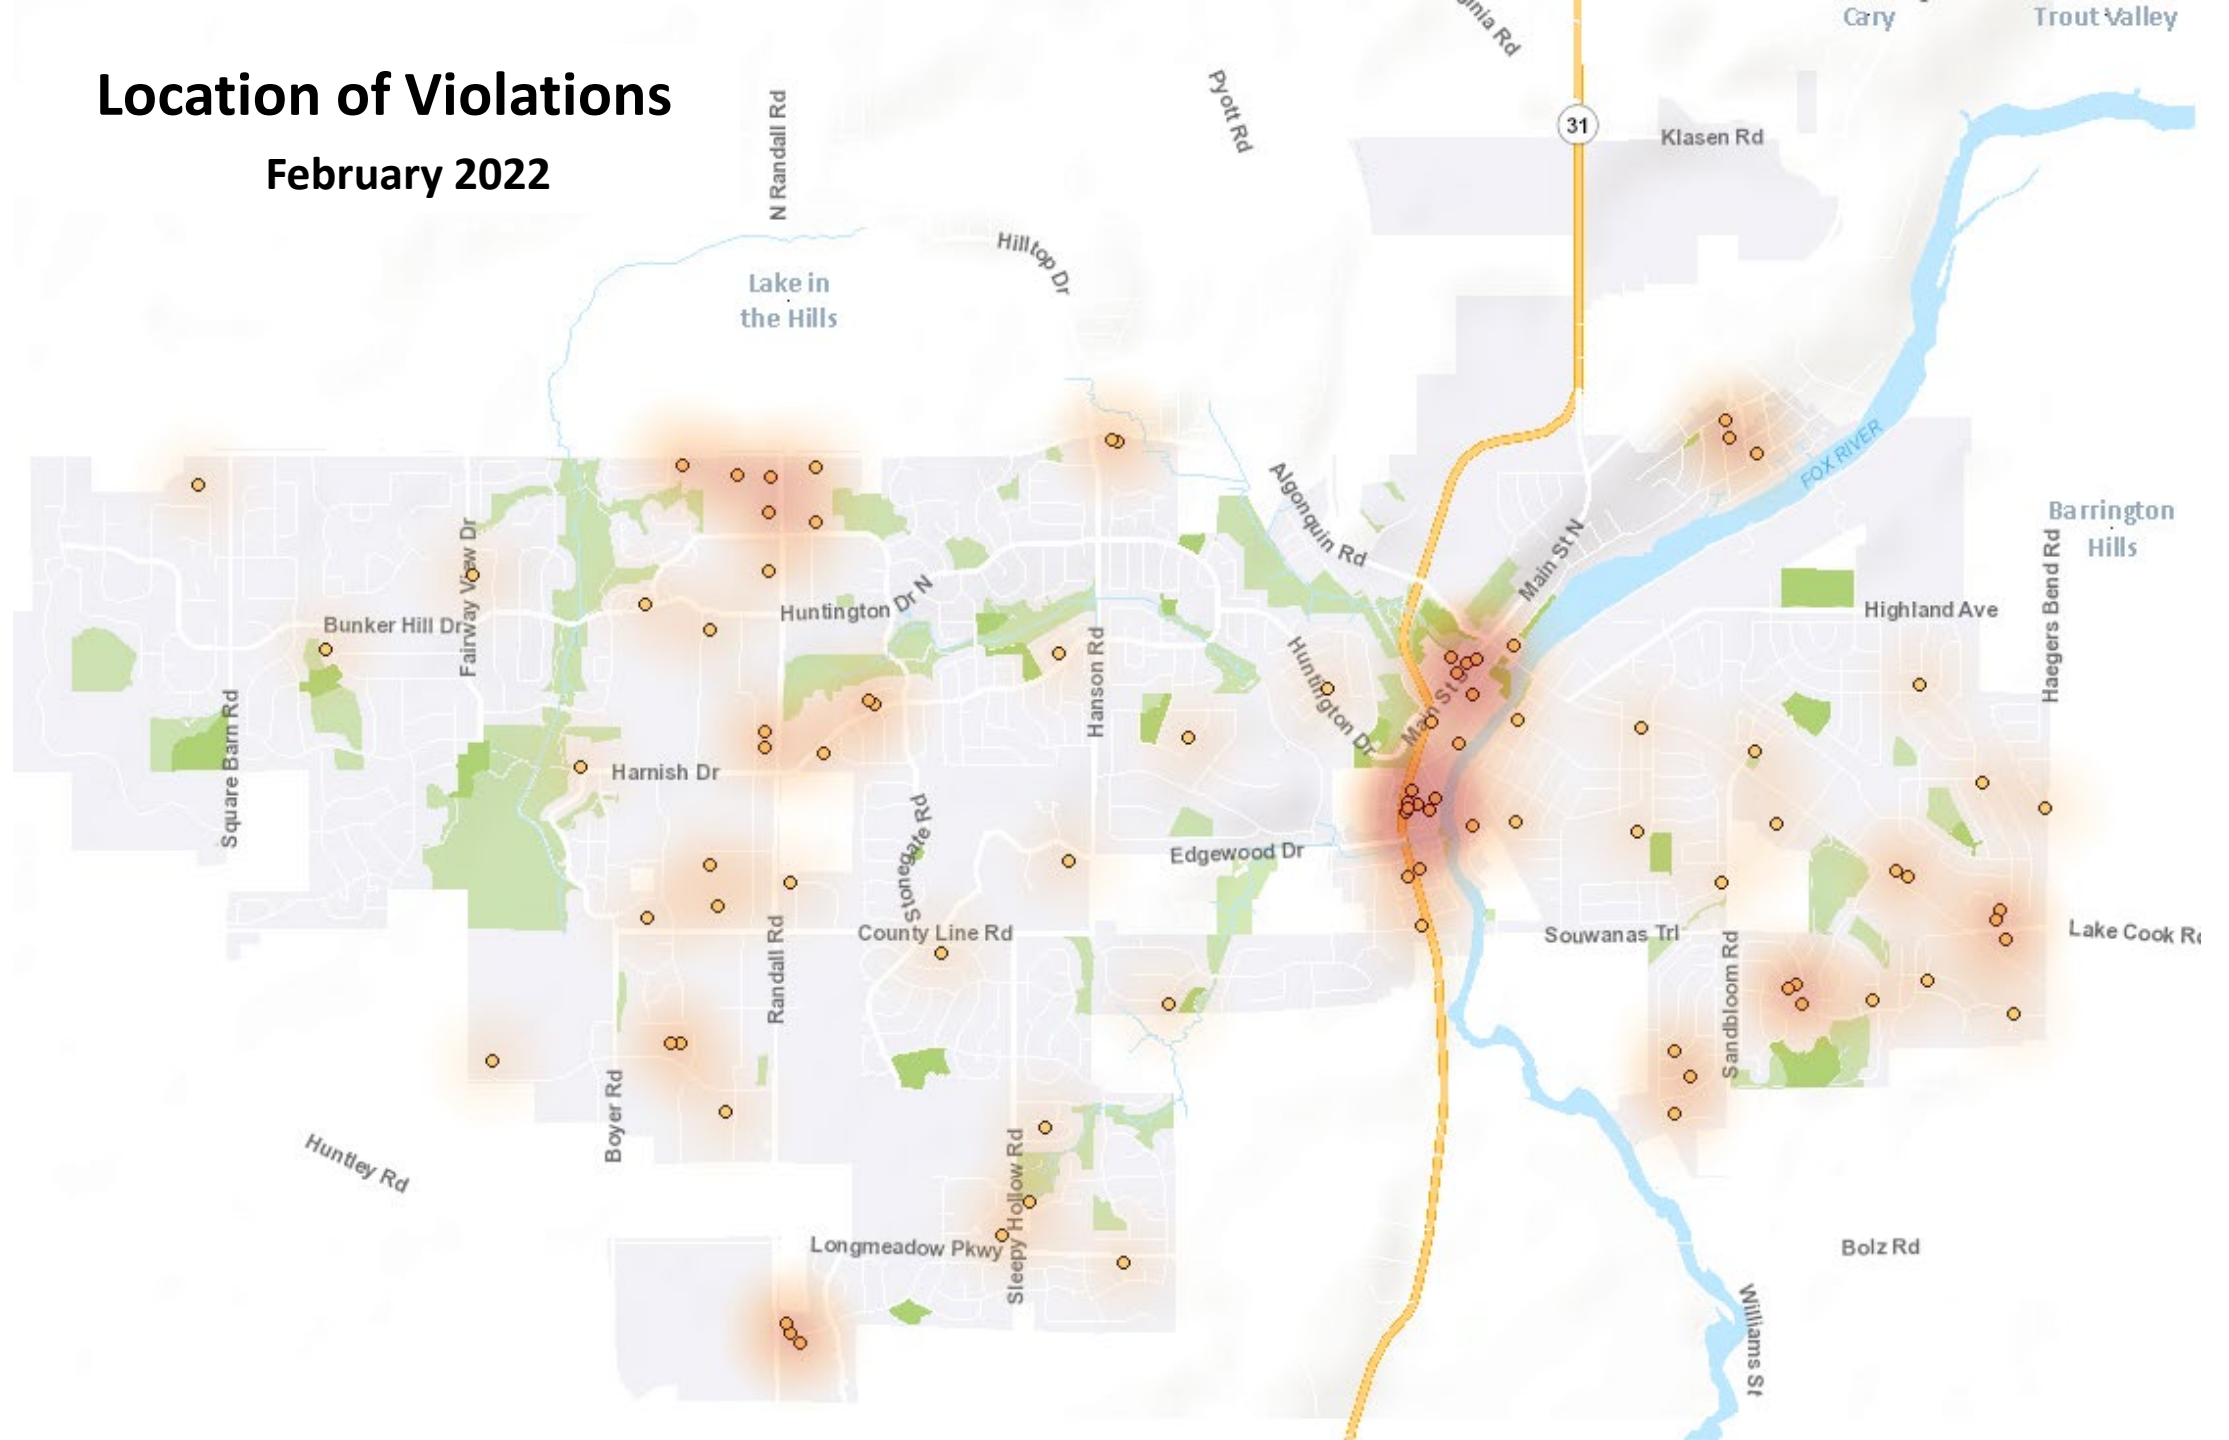 Location of Violations
February 2022
Cary
Trout Valley
N Randall Rd
Pyott Rd
31
Klasen Rd
Hilltop Dr
Lake in
the Hills
FOX RIVER
Algonquin Rd
Barrington
Hills
Fairway View Dr
Main St N
Haegers Bend Rd
Bunker Hill Dr
Huntington Dr N
Highland Ave
Hanson Rd
Huntington Dr
Main St S
Square Barn Rd
Harnish Dr
Stonegate Rd
Edgewood Dr
Randall Rd
County Line Rd
Souwanas Trl
Sandbloom Rd
Lake Cook
Boyer Rd
Huntley Rd
Sleepy Hollow Rd
Longmeadow Pkwy
Bolz Rd
Williams St